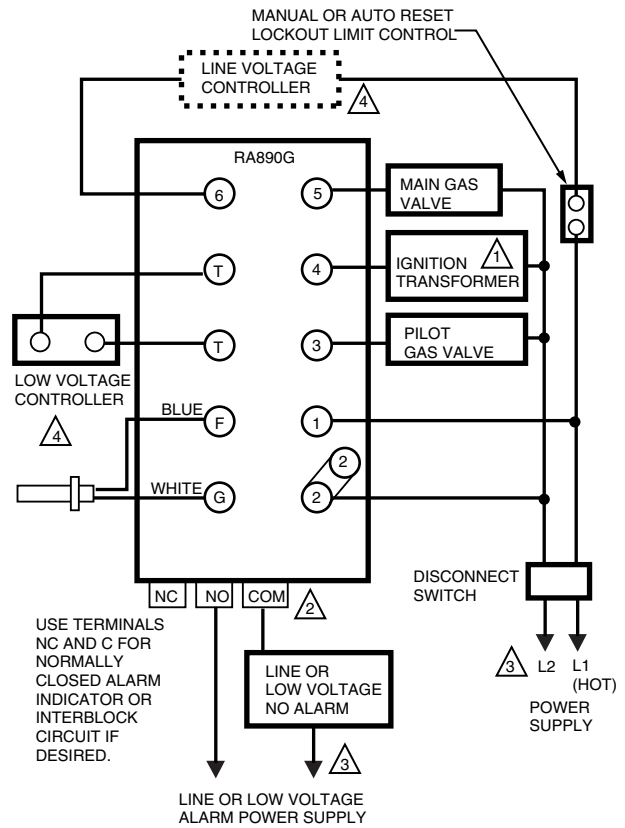 MANUAL OR AUTO RESET
LOCKOUT LIMIT CONTROL
LINE VOLTAGE
CONTROLLER
4
RA890G
6
5
MAIN GAS
VALVE
T
4
IGNITION
TRANSFORMER
1
T
3
PILOT
GAS VALVE
LOW VOLTAGE
CONTROLLER
4
BLUE
F
1
WHITE
G
2
2
NC
NO
COM
2
DISCONNECT
SWITCH
USE TERMINALS
NC AND C FOR
NORMALLY
CLOSED ALARM
INDICATOR OR
INTERBLOCK
CIRCUIT IF
DESIRED.
LINE OR
LOW VOLTAGE
NO ALARM
3
3
L2
L1
(HOT)
POWER
SUPPLY
LINE OR LOW VOLTAGE
ALARM POWER SUPPLY